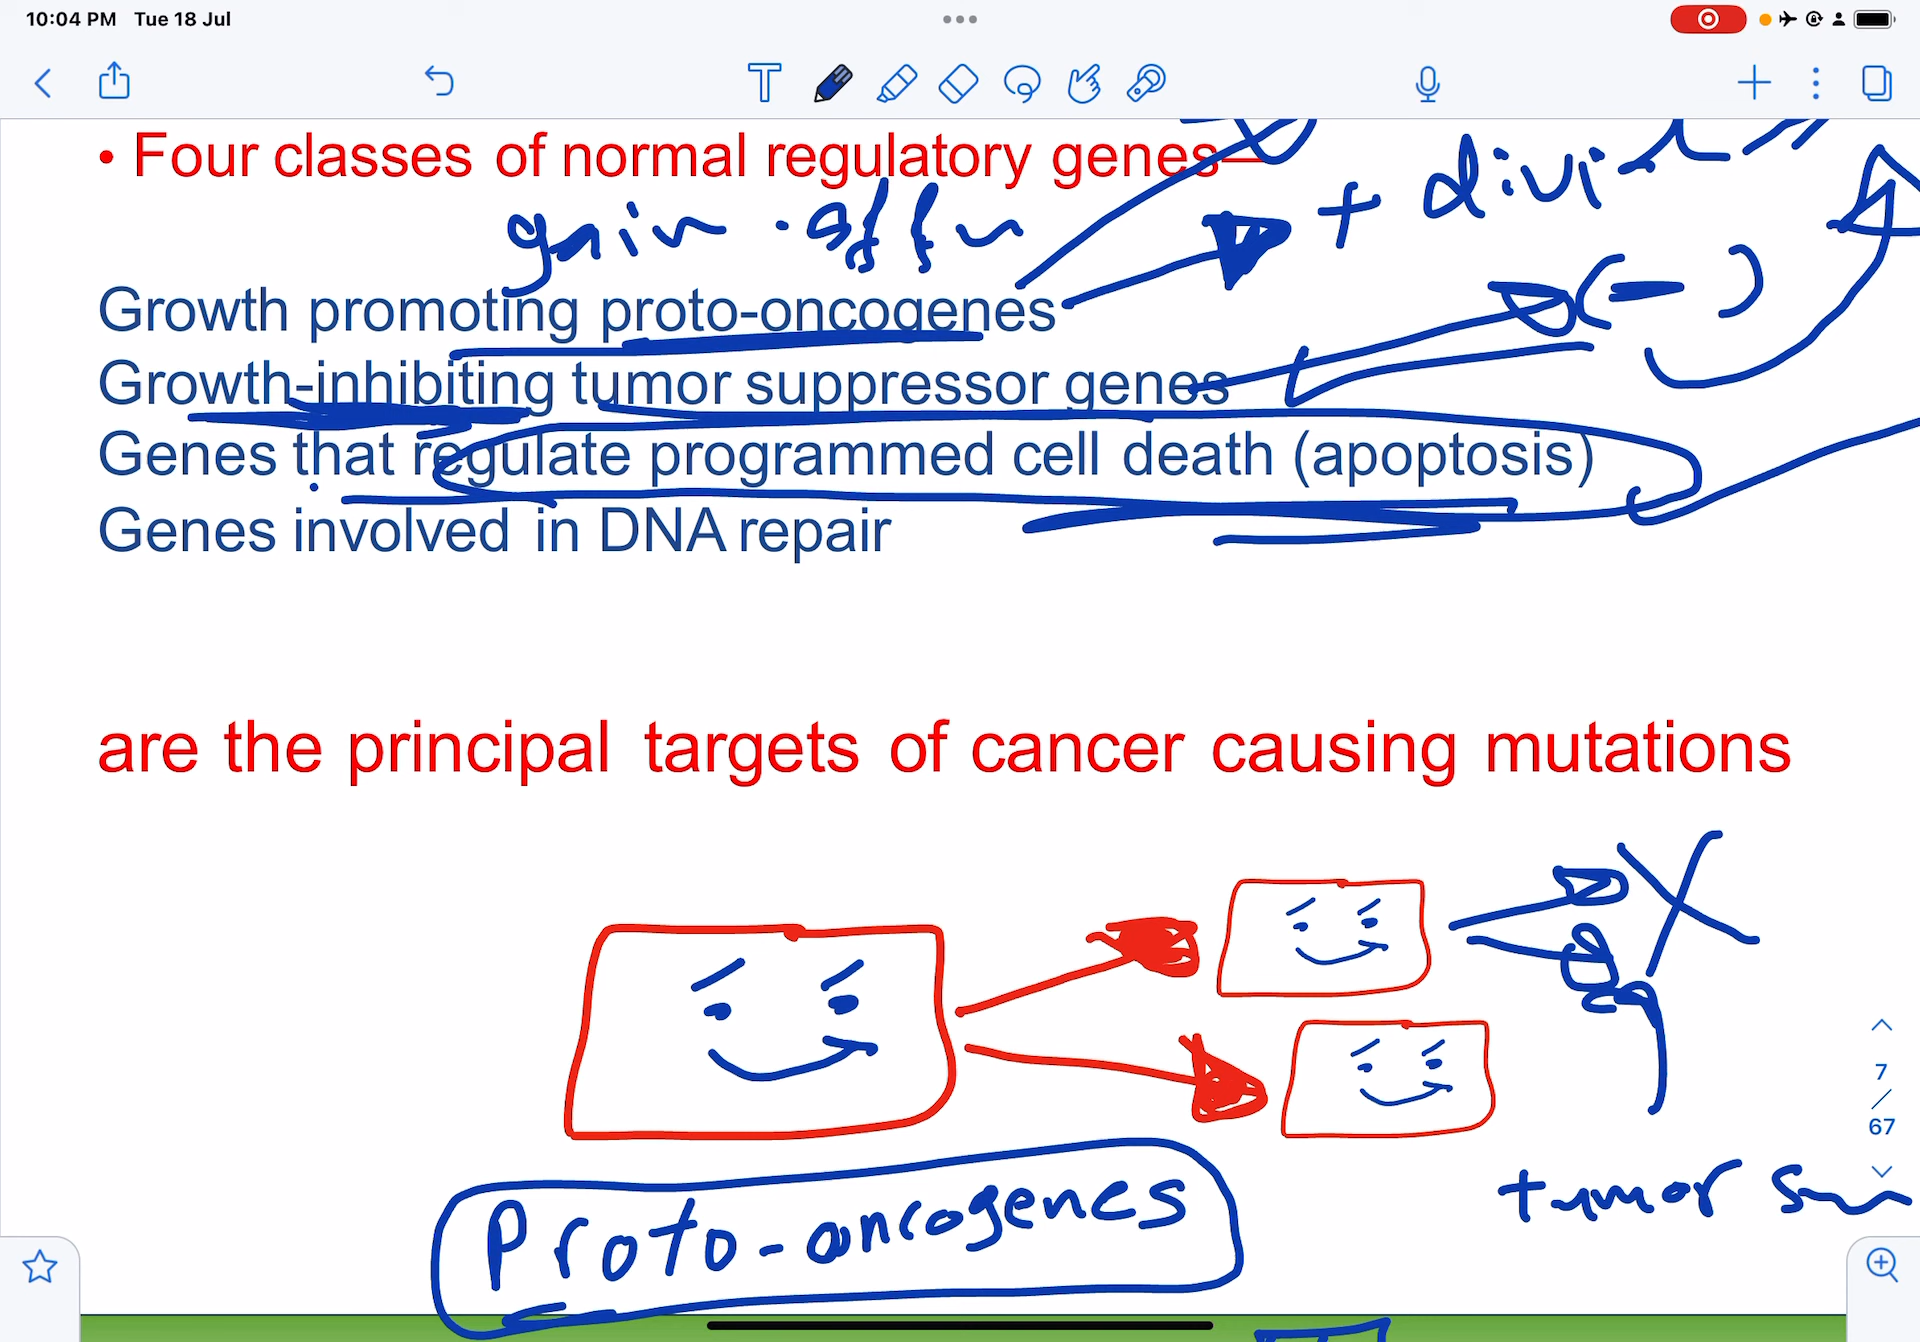 10:04 PM Tue 18 Jul
• Four classes of normal regulatory genes—
+ divi
gain of fn
(-)
Growth promoting proto-oncogenes
Growth-inhibiting tumor suppressor genes
Genes that regulate programmed cell death (apoptosis)
Genes involved in DNA repair
are the principal targets of cancer causing mutations
7
/
67
tumor
Proto-oncogenes